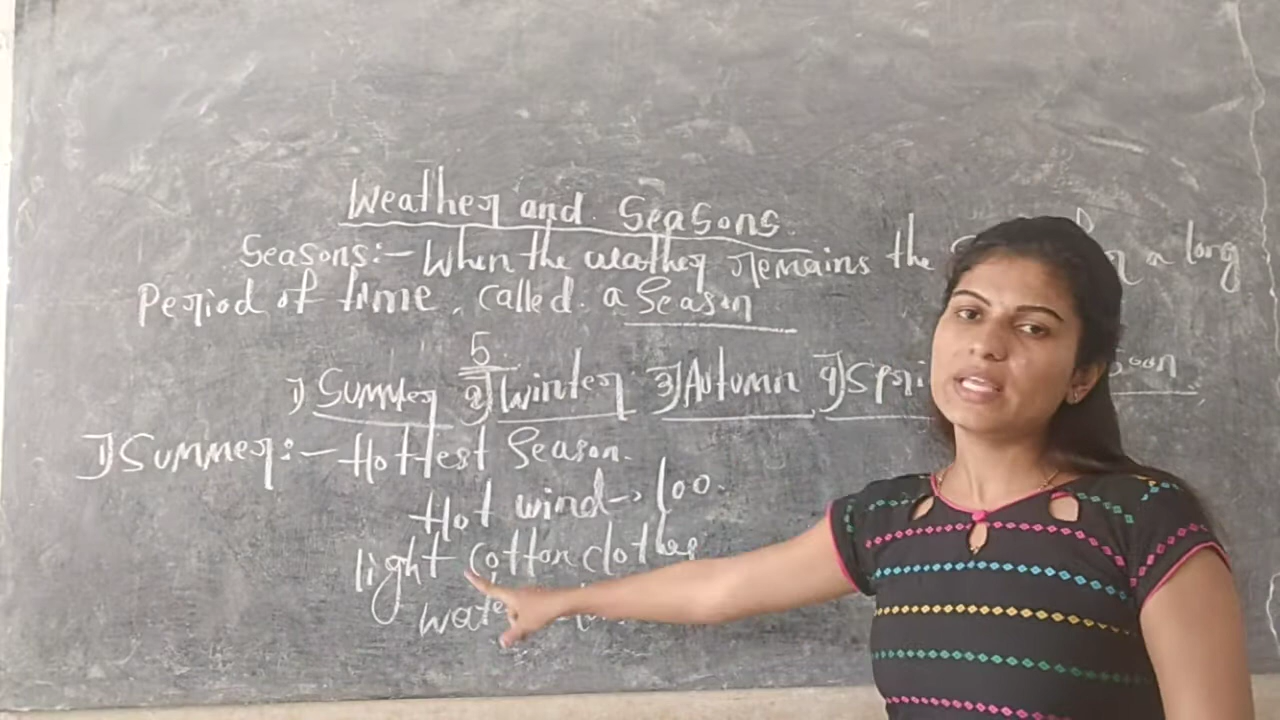 Weather and Seasons.
Seasons:- When the weather remains the a long
Period of time, called a Season
5
1) Summer 2) Winter 3) Autumn 4) Spri
1) Summer:- Hottest Season.
Hot wind → loo.
light cotton clothes